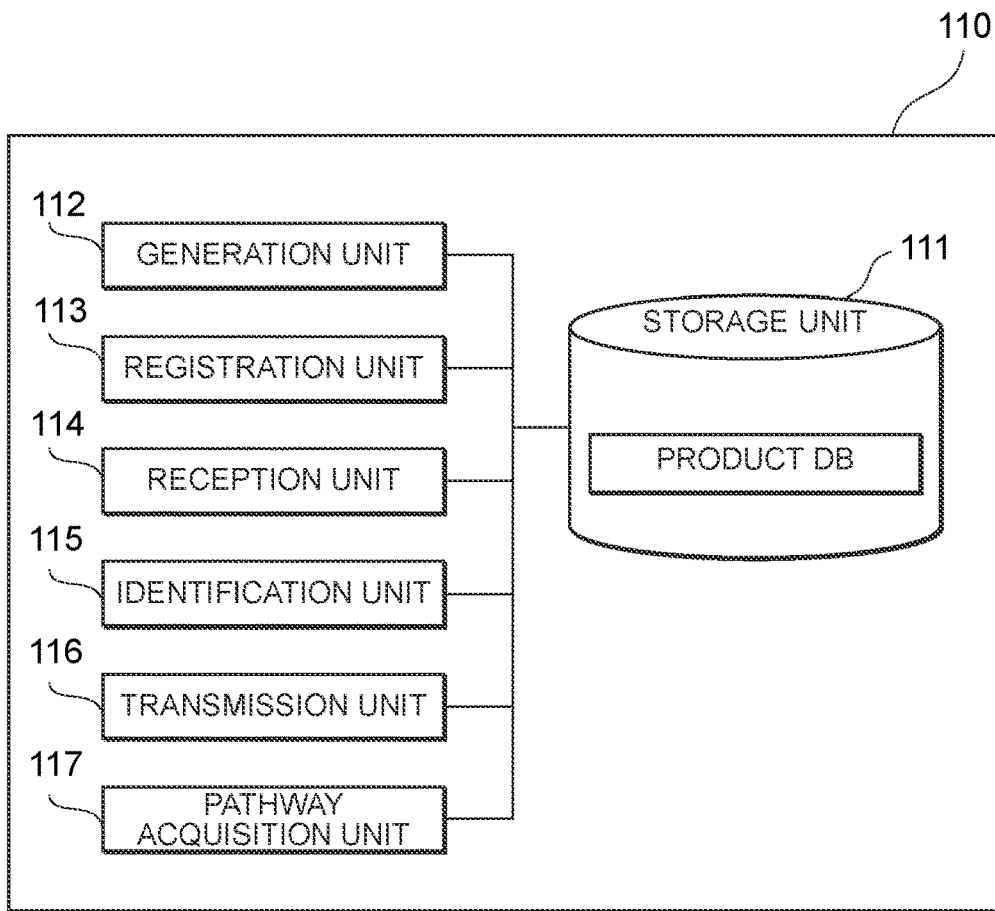 110
112
GENERATION UNIT
113
REGISTRATION UNIT
114
RECEPTION UNIT
115
IDENTIFICATION UNIT
116
TRANSMISSION UNIT
117
PATHWAY
ACQUISITION UNIT
111
STORAGE UNIT
PRODUCT DB